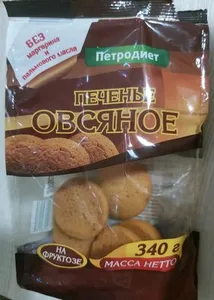 БЕЗ
маргарина
и
пальмового масла
Петродиет
ПЕЧЕНЬЕ
ОВСЯНОЕ
НА
ФРУКТОЗЕ
340 г
МАССА НЕТТО